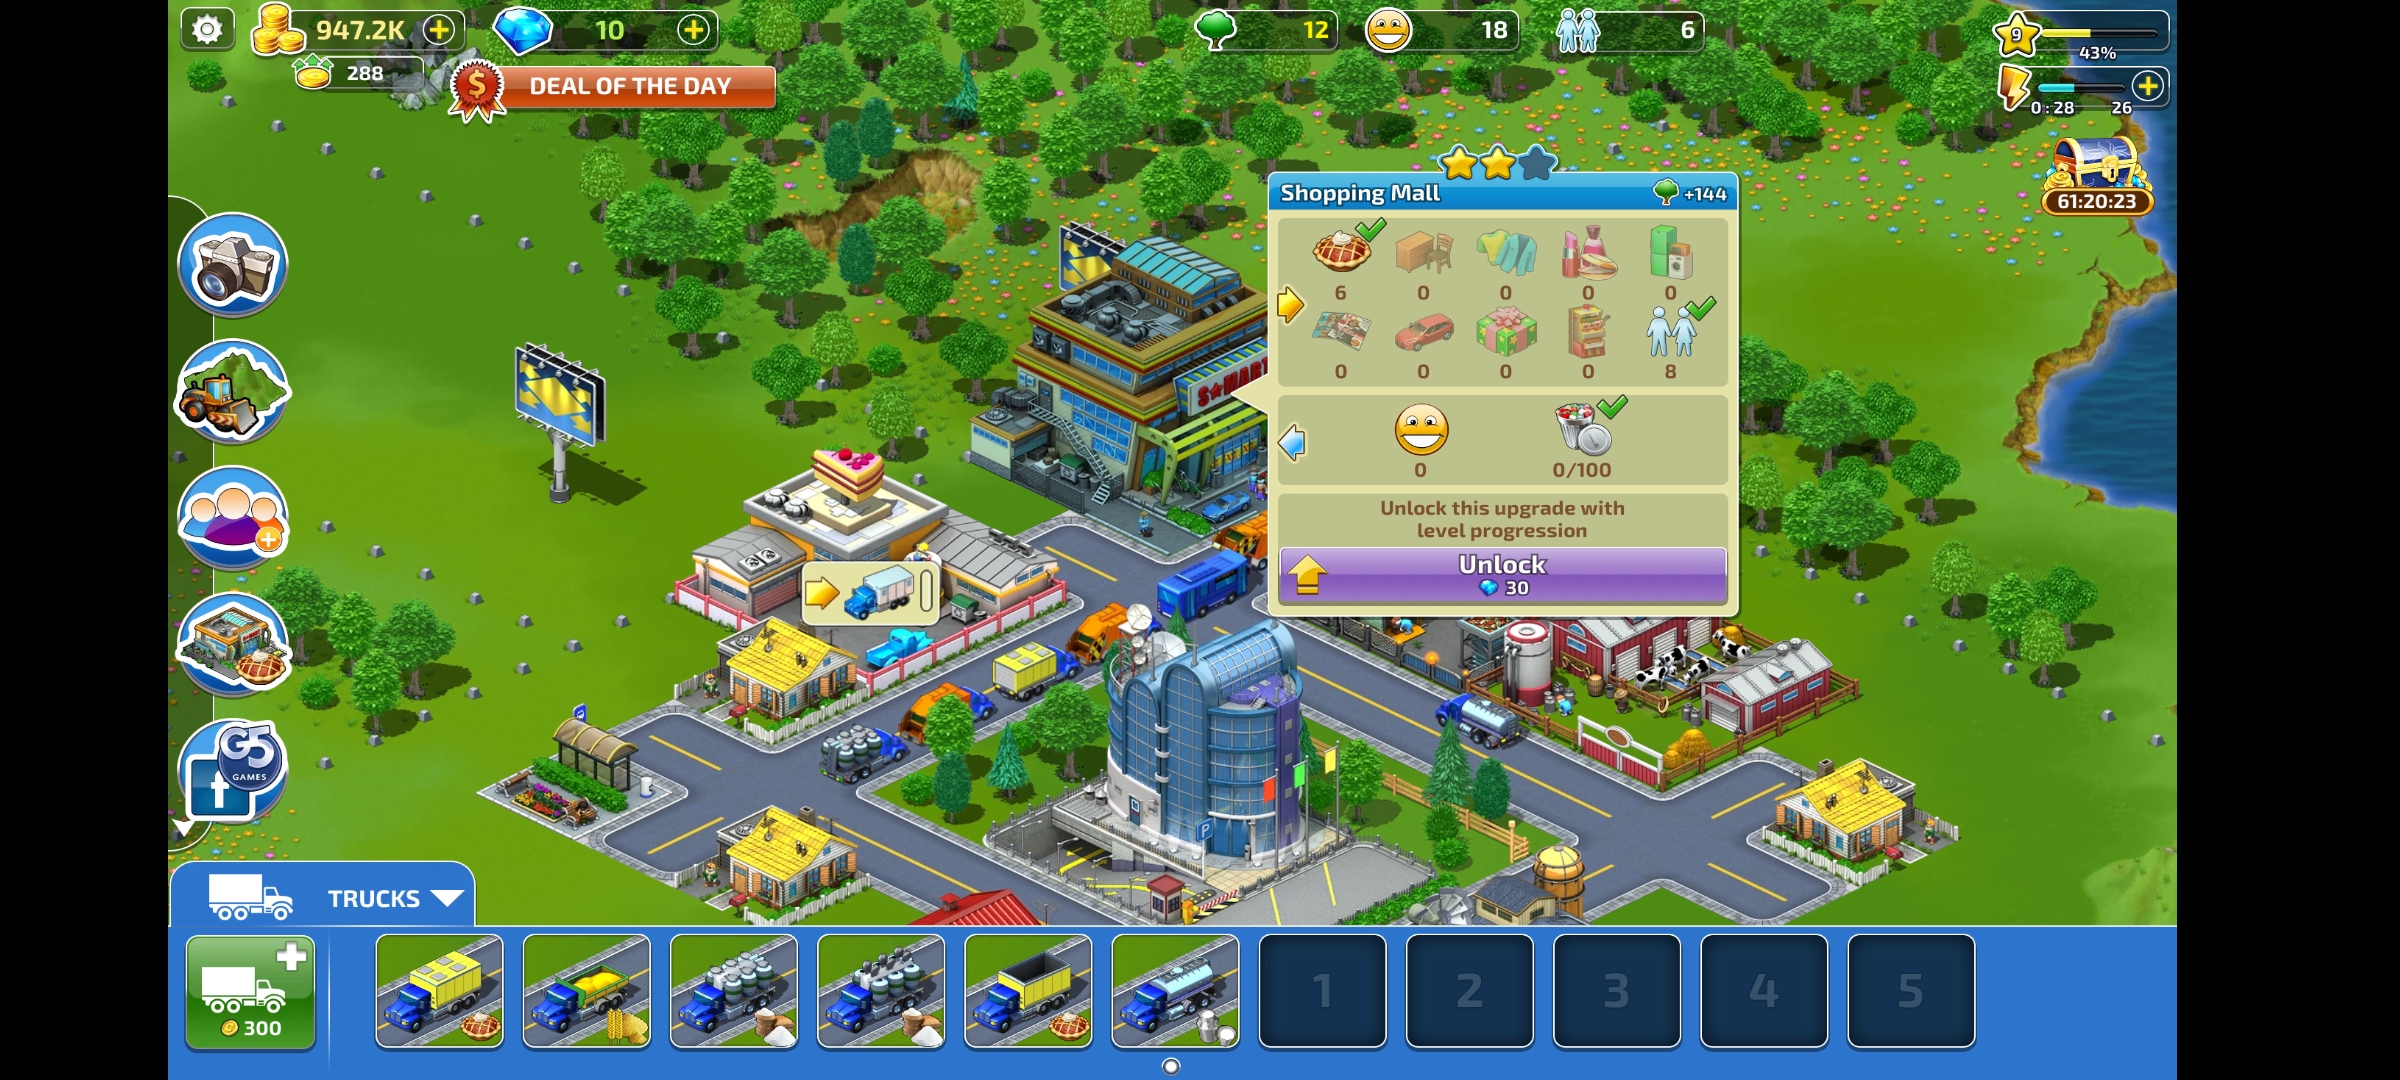 947.2K
10
12
18
6
9
43%
288
DEAL OF THE DAY
0:28
26
61:20:23
Shopping Mall
+144
6
0
0
0
0
0
0
0
0
8
0
0/100
Unlock this upgrade with
level progression
Unlock
30
S★MAR
P
G5
GAMES
f
TRUCKS
300
1
2
3
4
5